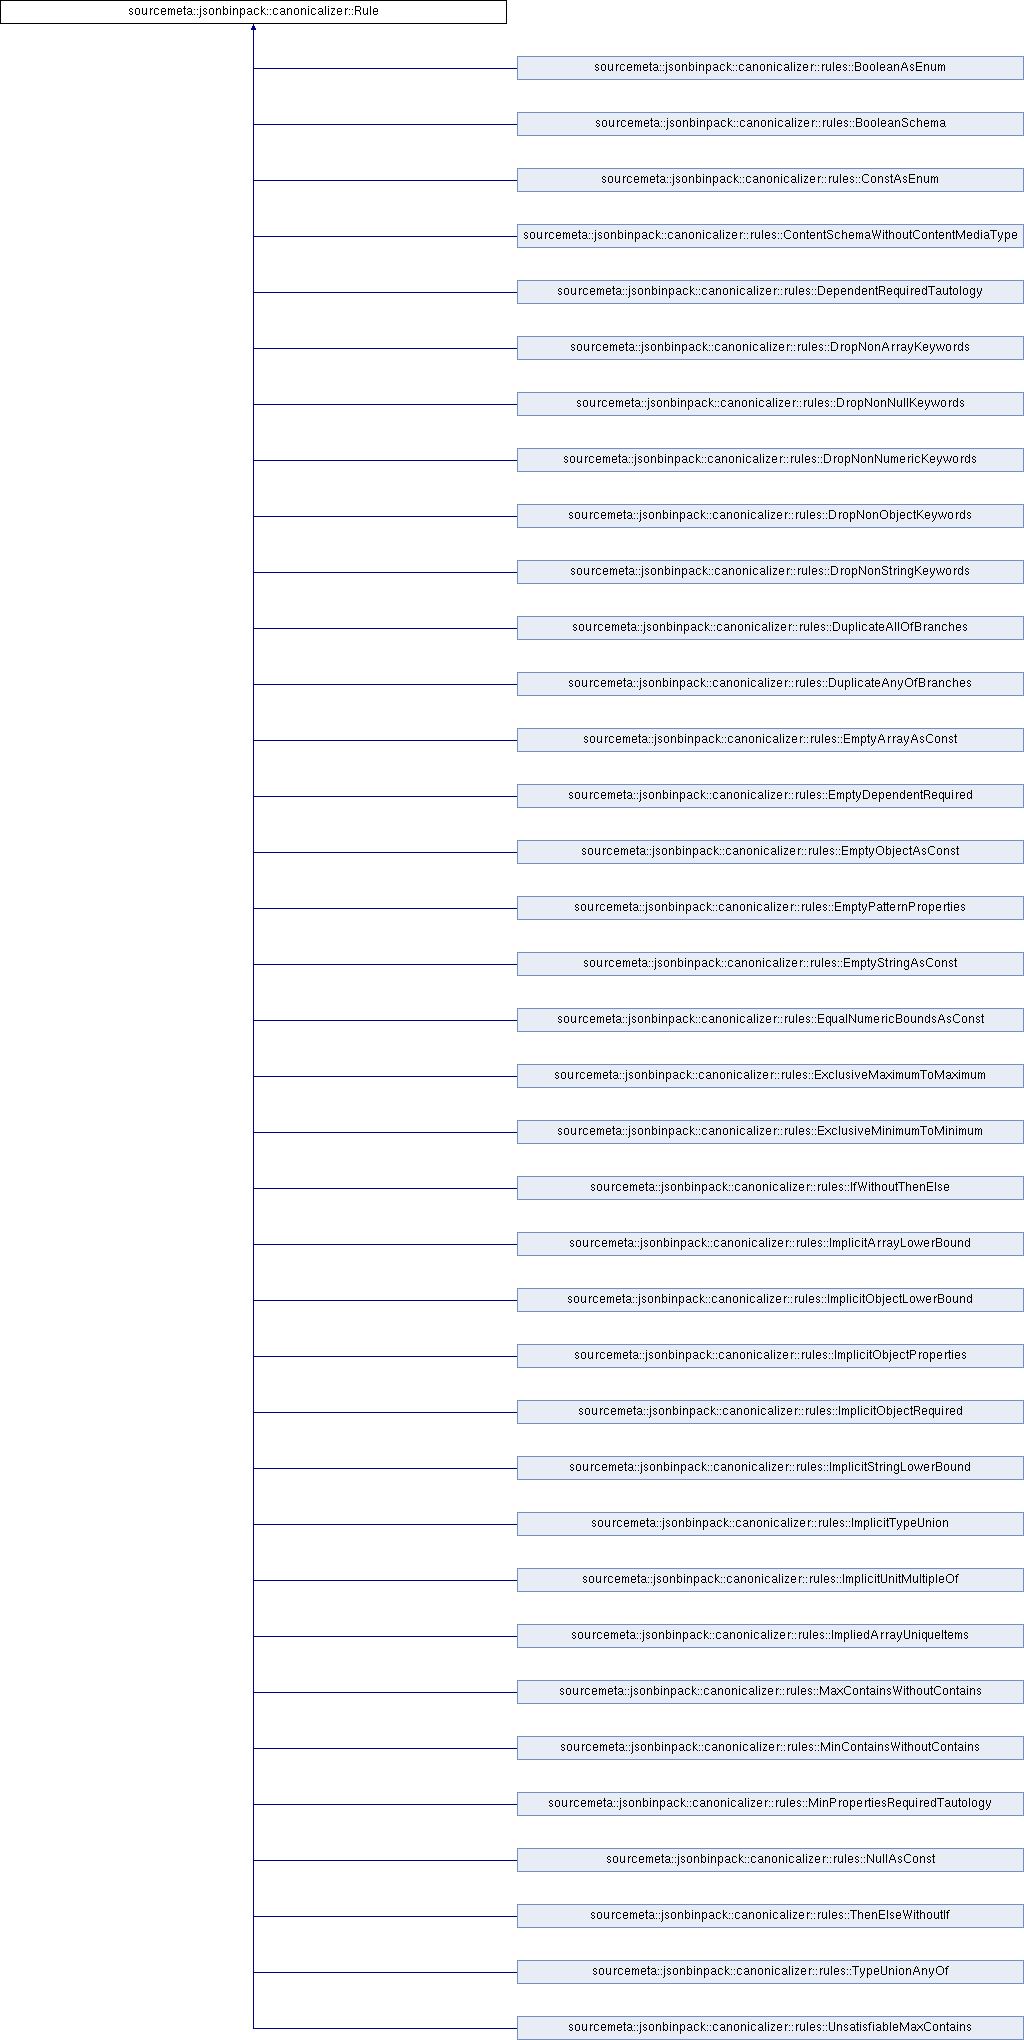 sourcemeta::jsonbinpack::canonicalizer::Rule
sourcemeta::jsonbinpack::canonicalizer::rules::BooleanAsEnum
sourcemeta::jsonbinpack::canonicalizer::rules::BooleanSchema
sourcemeta::jsonbinpack::canonicalizer::rules::ConstAsEnum
sourcemeta::jsonbinpack::canonicalizer::rules::ContentSchemaWithoutContentMediaType
sourcemeta::jsonbinpack::canonicalizer::rules::DependentRequiredTautology
sourcemeta::jsonbinpack::canonicalizer::rules::DropNonArrayKeywords
sourcemeta::jsonbinpack::canonicalizer::rules::DropNonNullKeywords
sourcemeta::jsonbinpack::canonicalizer::rules::DropNonNumericKeywords
sourcemeta::jsonbinpack::canonicalizer::rules::DropNonObjectKeywords
sourcemeta::jsonbinpack::canonicalizer::rules::DropNonStringKeywords
sourcemeta::jsonbinpack::canonicalizer::rules::DuplicateAllOfBranches
sourcemeta::jsonbinpack::canonicalizer::rules::DuplicateAnyOfBranches
sourcemeta::jsonbinpack::canonicalizer::rules::EmptyArrayAsConst
sourcemeta::jsonbinpack::canonicalizer::rules::EmptyDependentRequired
sourcemeta::jsonbinpack::canonicalizer::rules::EmptyObjectAsConst
sourcemeta::jsonbinpack::canonicalizer::rules::EmptyPatternProperties
sourcemeta::jsonbinpack::canonicalizer::rules::EmptyStringAsConst
sourcemeta::jsonbinpack::canonicalizer::rules::EqualNumericBoundsAsConst
sourcemeta::jsonbinpack::canonicalizer::rules::ExclusiveMaximumToMaximum
sourcemeta::jsonbinpack::canonicalizer::rules::ExclusiveMinimumToMinimum
sourcemeta::jsonbinpack::canonicalizer::rules::IfWithoutThenElse
sourcemeta::jsonbinpack::canonicalizer::rules::ImplicitArrayLowerBound
sourcemeta::jsonbinpack::canonicalizer::rules::ImplicitObjectLowerBound
sourcemeta::jsonbinpack::canonicalizer::rules::ImplicitObjectProperties
sourcemeta::jsonbinpack::canonicalizer::rules::ImplicitObjectRequired
sourcemeta::jsonbinpack::canonicalizer::rules::ImplicitStringLowerBound
sourcemeta::jsonbinpack::canonicalizer::rules::ImplicitTypeUnion
sourcemeta::jsonbinpack::canonicalizer::rules::ImplicitUnitMultipleOf
sourcemeta::jsonbinpack::canonicalizer::rules::ImpliedArrayUniqueItems
sourcemeta::jsonbinpack::canonicalizer::rules::MaxContainsWithoutContains
sourcemeta::jsonbinpack::canonicalizer::rules::MinContainsWithoutContains
sourcemeta::jsonbinpack::canonicalizer::rules::MinPropertiesRequiredTautology
sourcemeta::jsonbinpack::canonicalizer::rules::NullAsConst
sourcemeta::jsonbinpack::canonicalizer::rules::ThenElseWithoutIf
sourcemeta::jsonbinpack::canonicalizer::rules::TypeUnionAnyOf
sourcemeta::jsonbinpack::canonicalizer::rules::UnsatisfiableMaxContains